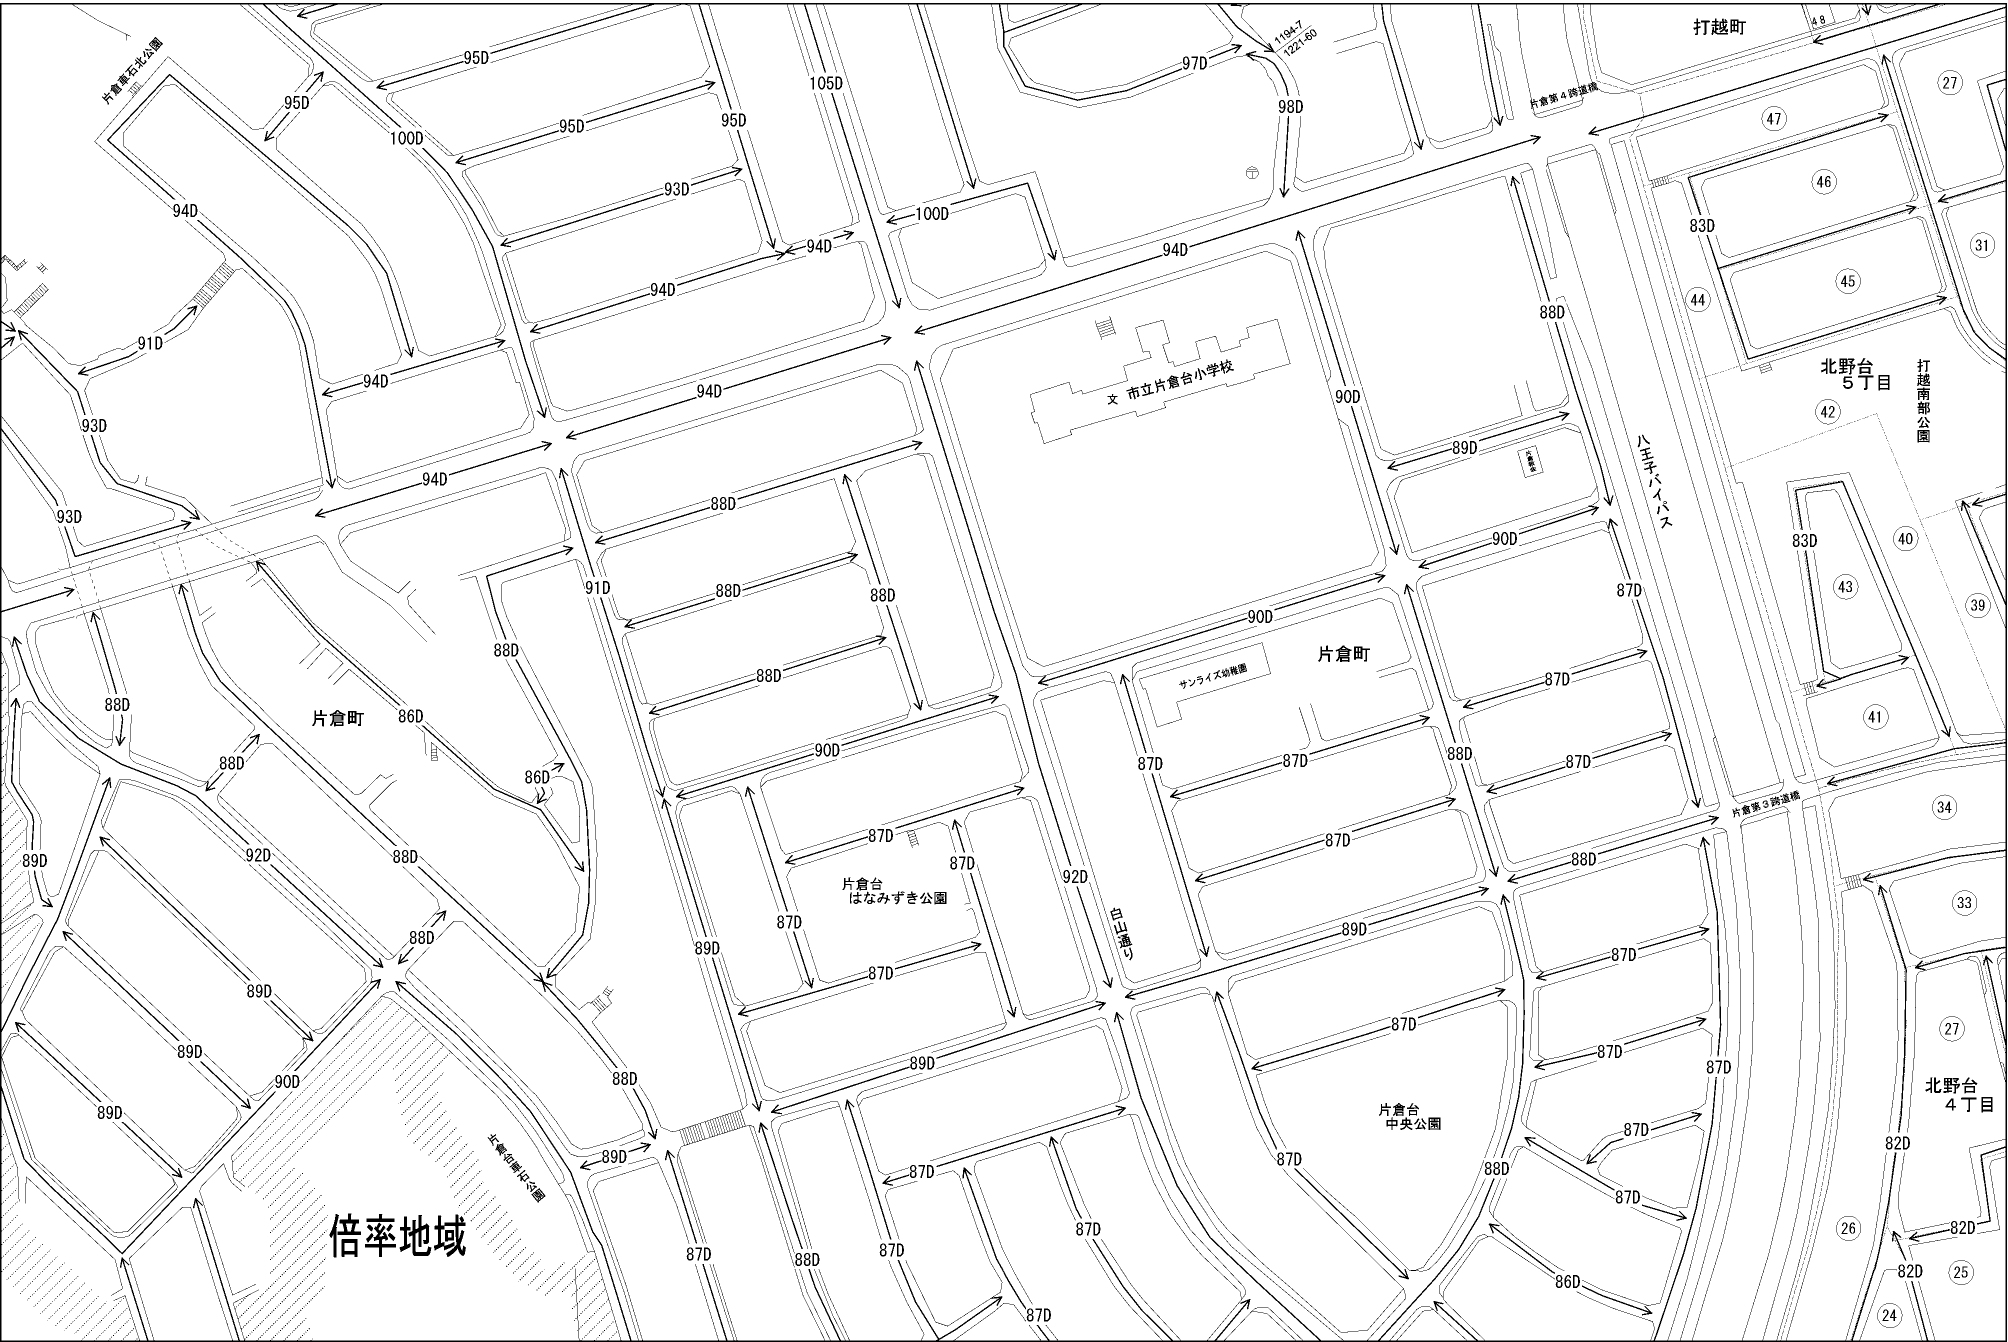 打越町
48
片倉車石北公園
95D
1194-7
1221-60
97D
105D
27
95D
98D
片倉第4跨道橋
100D
95D
95D
47
93D
46
94D
100D
83D
94D
94D
31
94D
45
44
88D
91D
北野台
5丁目
打越南部公園
市立片倉台小学校
文
94D
94D
90D
42
93D
89D
片倉教会
八王子バイパス
94D
88D
93D
90D
83D
40
91D
88D
88D
87D
43
39
90D
88D
片倉町
サンライズ幼稚園
88D
87D
88D
片倉町
86D
41
90D
88D
88D
87D
87D
87D
86D
片倉第3跨道橋
34
87D
87D
87D
89D
92D
88D
88D
92D
片倉台
はなみずき公園
87D
33
白山通り
89D
88D
89D
87D
87D
87D
89D
87D
27
89D
87D
89D
87D
90D
88D
北野台
4丁目
89D
片倉台
中央公園
87D
82D
片倉台車石公園
89D
87D
87D
88D
87D
倍率地域
87D
87D
87D
88D
26
82D
82D
25
86D
24
87D